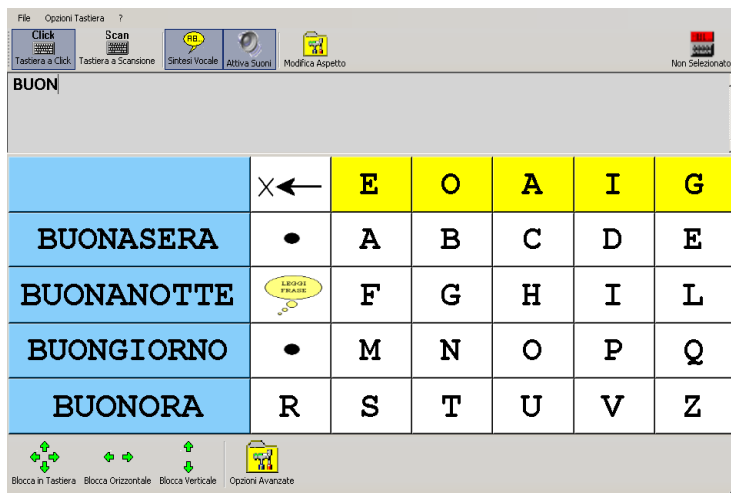 File Opzioni Tastiera ?
Click Scan AB..
Tastiera a Click Tastiera a Scansione Sintesi Vocale Attiva Suoni Modifica Aspetto Non Selezionato
BUON
X E O A I G
BUONASERA A B C D E
BUONANOTTE LEGGI FRASE F G H I L
BUONGIORNO M N O P Q
BUONORA R S T U V Z
Blocca in Tastiera Blocca Orizzontale Blocca Verticale Opzioni Avanzate